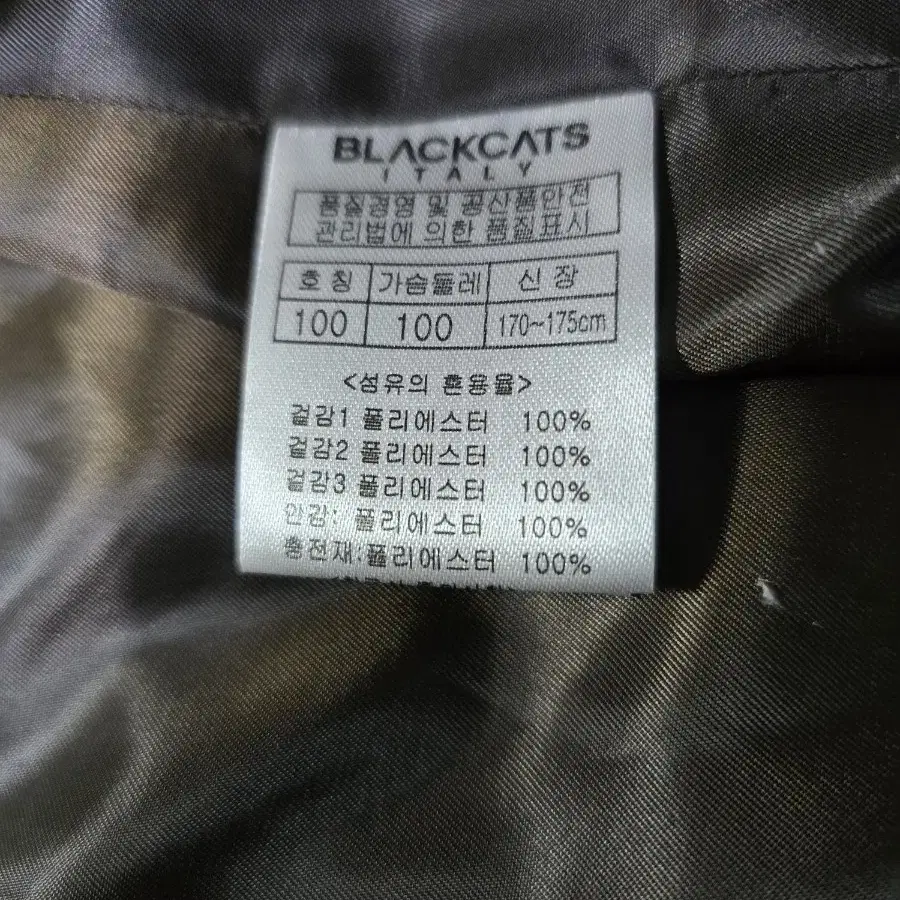 BLACKCATS
ITALY
품질경영 및 공산품안전
관리법에 의한 품질표시
호칭 가슴둘레 신장
100 100 170~175cm
<섬유의 혼용율>
겉감1 폴리에스터 100%
겉감2 폴리에스터 100%
겉감3 폴리에스터 100%
안감: 폴리에스터 100%
충전재:폴리에스터 100%